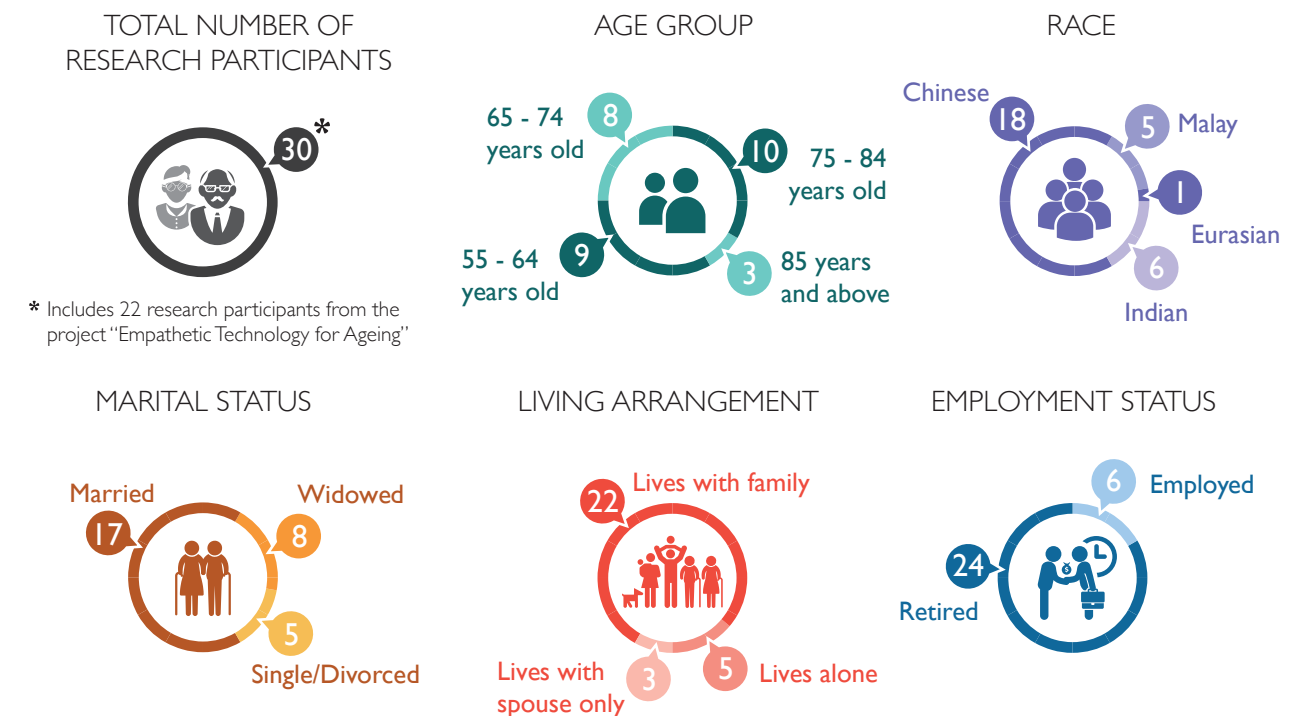 TOTAL NUMBER OF
RESEARCH PARTICIPANTS
30*
* Includes 22 research participants from the
project “Empathetic Technology for Ageing”
AGE GROUP
65 - 74
years old
8
10
75 - 84
years old
55 - 64
years old
9
3
85 years
and above
RACE
Chinese
18
5
Malay
1
Eurasian
6
Indian
MARITAL STATUS
Married
17
Widowed
8
5
Single/Divorced
LIVING ARRANGEMENT
22
Lives with family
Lives with
spouse only
3
5
Lives alone
EMPLOYMENT STATUS
6
Employed
24
Retired